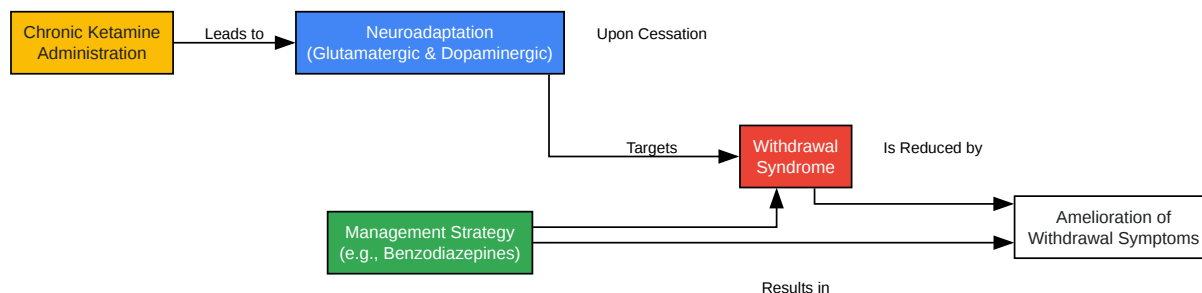 Chronic Ketamine
Administration
Leads to
Neuroadaptation
(Glutamatergic & Dopaminergic)
Upon Cessation
Targets
Withdrawal
Syndrome
Is Reduced by
Management Strategy
(e.g., Benzodiazepines)
Amelioration of
Withdrawal Symptoms
Results in